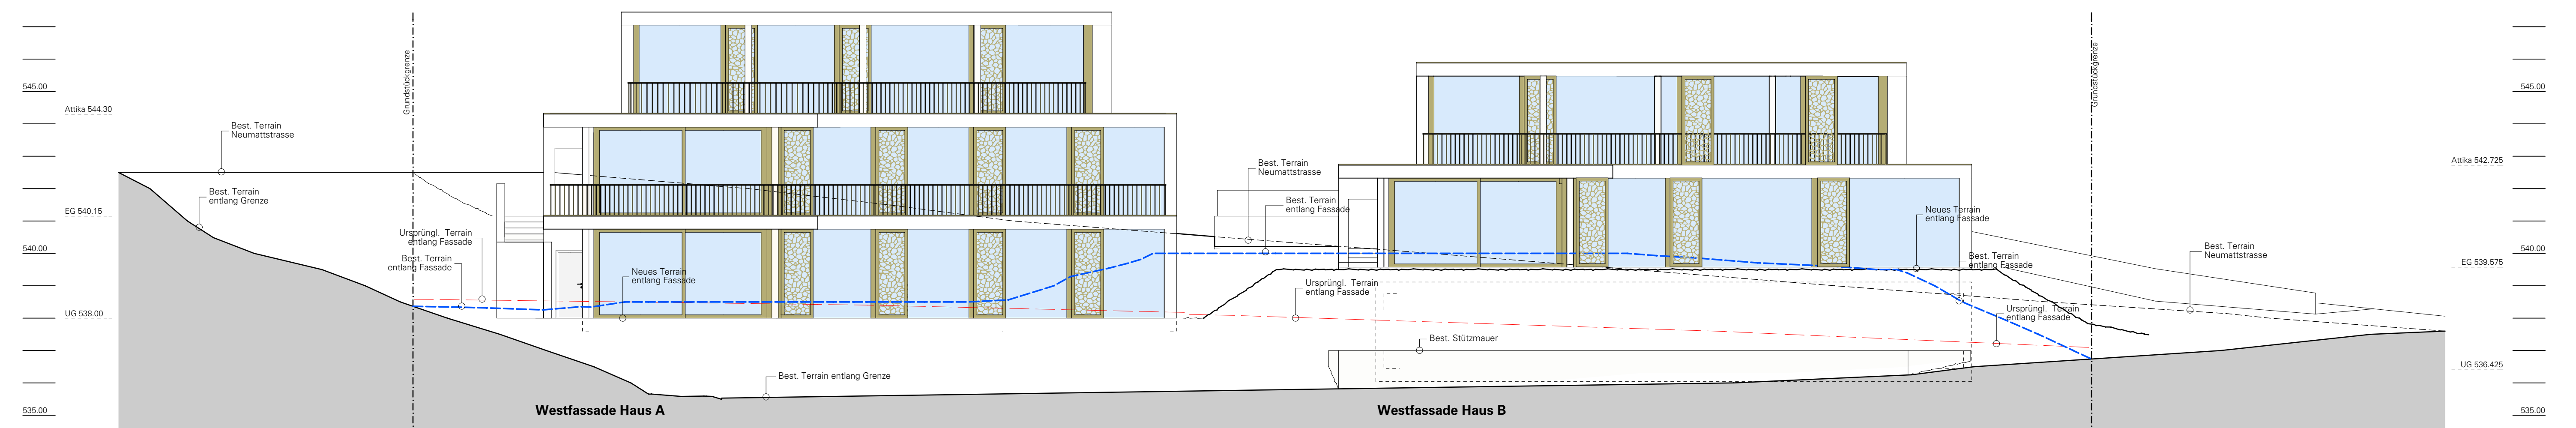 545.00
Attika 544.30
EG 540.15
540.00
UG 538.00
535.00
Best. Terrain
Neumattstrasse
Best. Terrain
entlang Grenze
Grundstückgrenze
Ursprüngl. Terrain
entlang Fassade
Best. Terrain
entlang Fassade
Neues Terrain
entlang Fassade
Best. Terrain entlang Grenze
Westfassade Haus A
Best. Terrain
Neumattstrasse
Best. Terrain
entlang Fassade
Ursprüngl. Terrain
entlang Fassade
Best. Stützmauer
Westfassade Haus B
Neues Terrain
entlang Fassade
Best. Terrain
entlang Fassade
Ursprüngl. Terrain
entlang Fassade
Grundstückgrenze
Best. Terrain
Neumattstrasse
545.00
Attika 542.725
540.00
EG 539.575
UG 536.425
535.00